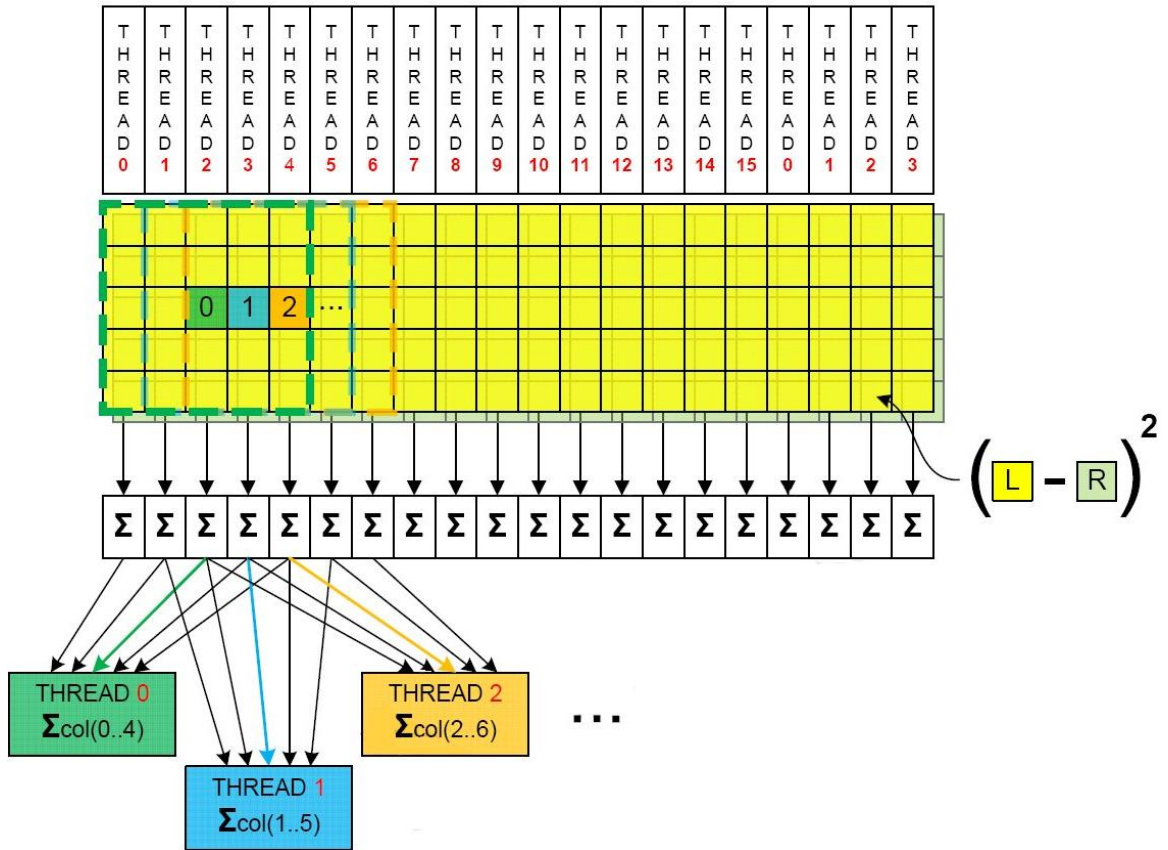 THREAD 0 THREAD 1 THREAD 2 THREAD 3 THREAD 4 THREAD 5 THREAD 6 THREAD 7 THREAD 8 THREAD 9 THREAD 10 THREAD 11 THREAD 12 THREAD 13 THREAD 14 THREAD 15 THREAD 0 THREAD 1 THREAD 2 THREAD 3
0 1 2 ...
(L - R)²
Σ Σ Σ Σ Σ Σ Σ Σ Σ Σ Σ Σ Σ Σ Σ Σ Σ Σ Σ Σ
THREAD 0
Σcol(0..4)
THREAD 1
Σcol(1..5)
THREAD 2
Σcol(2..6)
...